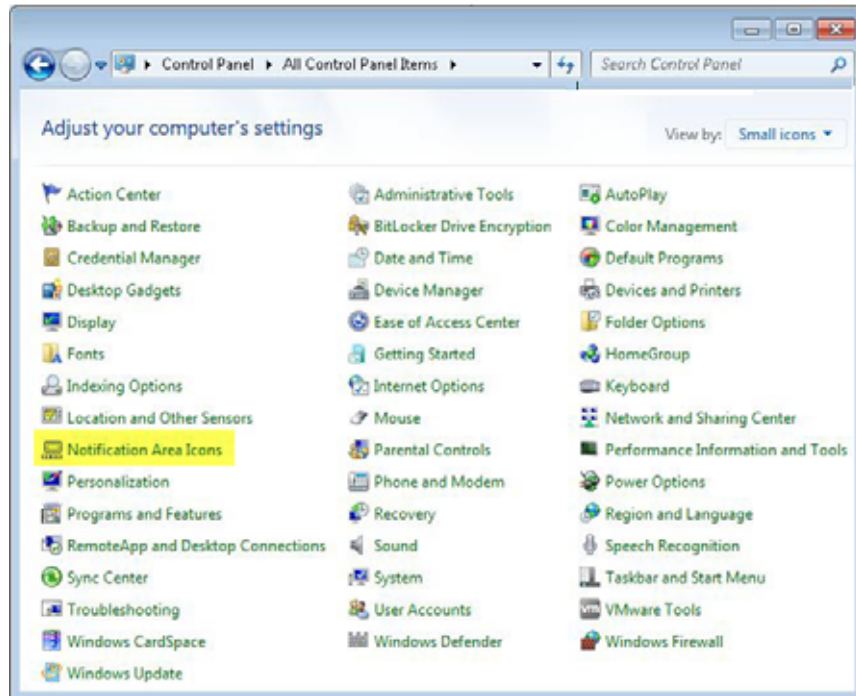 Control Panel ▸ All Control Panel Items ▸ Search Control Panel
Adjust your computer's settings
View by: Small icons
Action Center Administrative Tools AutoPlay
Backup and Restore BitLocker Drive Encryption Color Management
Credential Manager Date and Time Default Programs
Desktop Gadgets Device Manager Devices and Printers
Display Ease of Access Center Folder Options
Fonts Getting Started HomeGroup
Indexing Options Internet Options Keyboard
Location and Other Sensors Mouse Network and Sharing Center
Notification Area Icons Parental Controls Performance Information and Tools
Personalization Phone and Modem Power Options
Programs and Features Recovery Region and Language
RemoteApp and Desktop Connections Sound Speech Recognition
Sync Center System Taskbar and Start Menu
Troubleshooting User Accounts VMware Tools
Windows CardSpace Windows Defender Windows Firewall
Windows Update